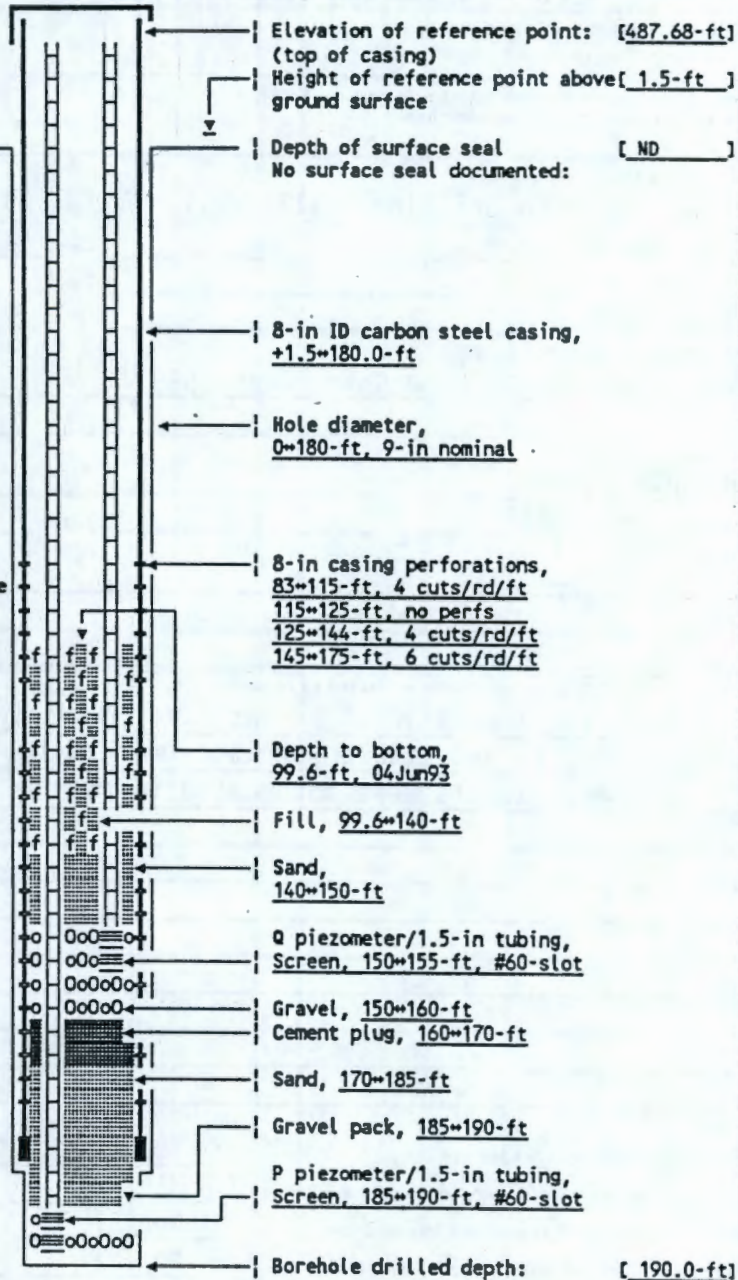 Elevation of reference point: [487.68-ft]
(top of casing)
Height of reference point above[ 1.5-ft ]
ground surface
Depth of surface seal [ ND ]
No surface seal documented:
8-in ID carbon steel casing,
+1.5↔180.0-ft
Hole diameter,
0↔180-ft, 9-in nominal
8-in casing perforations,
83↔115-ft, 4 cuts/rd/ft
115↔125-ft, no perfs
125↔144-ft, 4 cuts/rd/ft
145↔175-ft, 6 cuts/rd/ft
Depth to bottom,
99.6-ft, 04Jun93
Fill, 99.6↔140-ft
Sand,
140↔150-ft
Q piezometer/1.5-in tubing,
Screen, 150↔155-ft, #60-slot
Gravel, 150↔160-ft
Cement plug, 160↔170-ft
Sand, 170↔185-ft
Gravel pack, 185↔190-ft
P piezometer/1.5-in tubing,
Screen, 185↔190-ft, #60-slot
Borehole drilled depth: [ 190.0-ft]